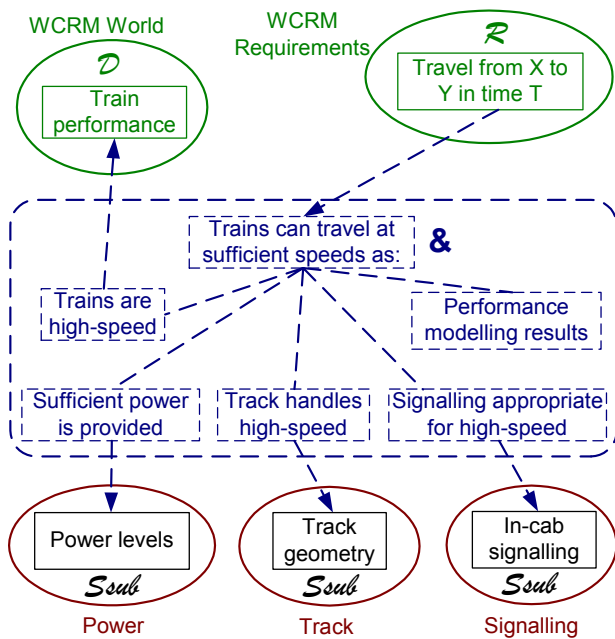 WCRM World
WCRM
Requirements
D
R
Train
performance
Travel from X to
Y in time T
Trains can travel at
sufficient speeds as:
&
Trains are
high-speed
Performance
modelling results
Sufficient power
is provided
Track handles
high-speed
Signalling appropriate
for high-speed
Power levels
Track
geometry
In-cab
signalling
Ssub
Ssub
Ssub
Power
Track
Signalling